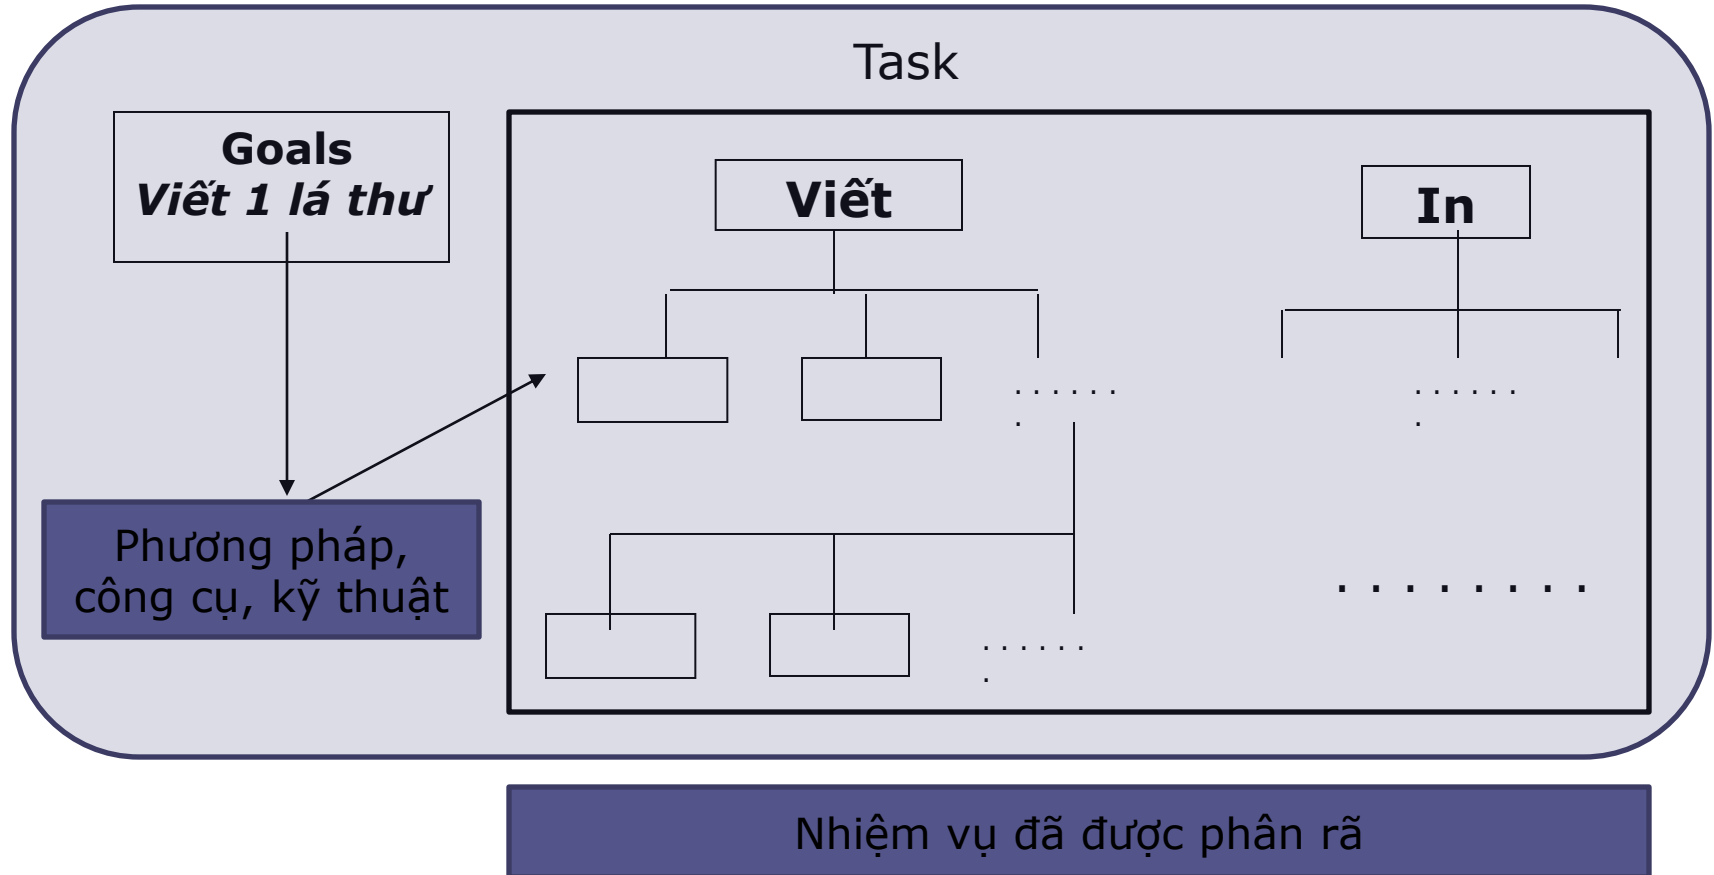 Task
Goals
Viết 1 lá thư
Viết
In
. . . . . .
.
. . . . . .
.
Phương pháp,
công cụ, kỹ thuật
. . . . . . . .
. . . . . .
.
Nhiệm vụ đã được phân rã